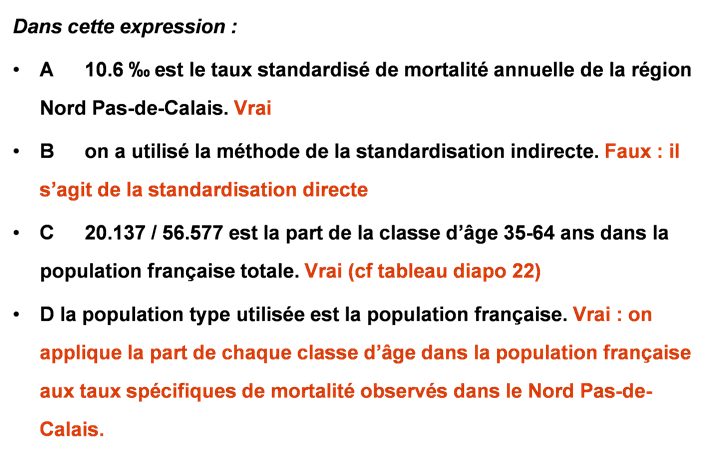 Dans cette expression :
• A 10.6 ‰ est le taux standardisé de mortalité annuelle de la région
Nord Pas-de-Calais. Vrai
• B on a utilisé la méthode de la standardisation indirecte. Faux : il
s’agit de la standardisation directe
• C 20.137 / 56.577 est la part de la classe d’âge 35-64 ans dans la
population française totale. Vrai (cf tableau diapo 22)
• D la population type utilisée est la population française. Vrai : on
applique la part de chaque classe d’âge dans la population française
aux taux spécifiques de mortalité observés dans le Nord Pas-de-
Calais.